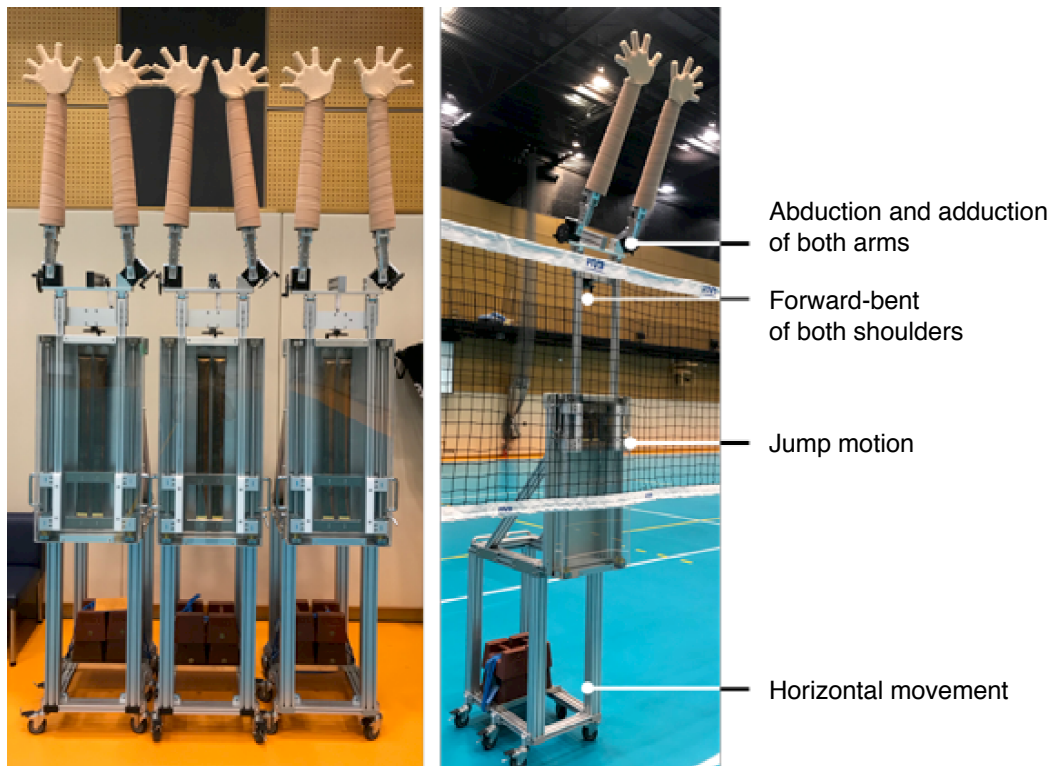 Abduction and adduction
of both arms
Forward-bent
of both shoulders
Jump motion
Horizontal movement